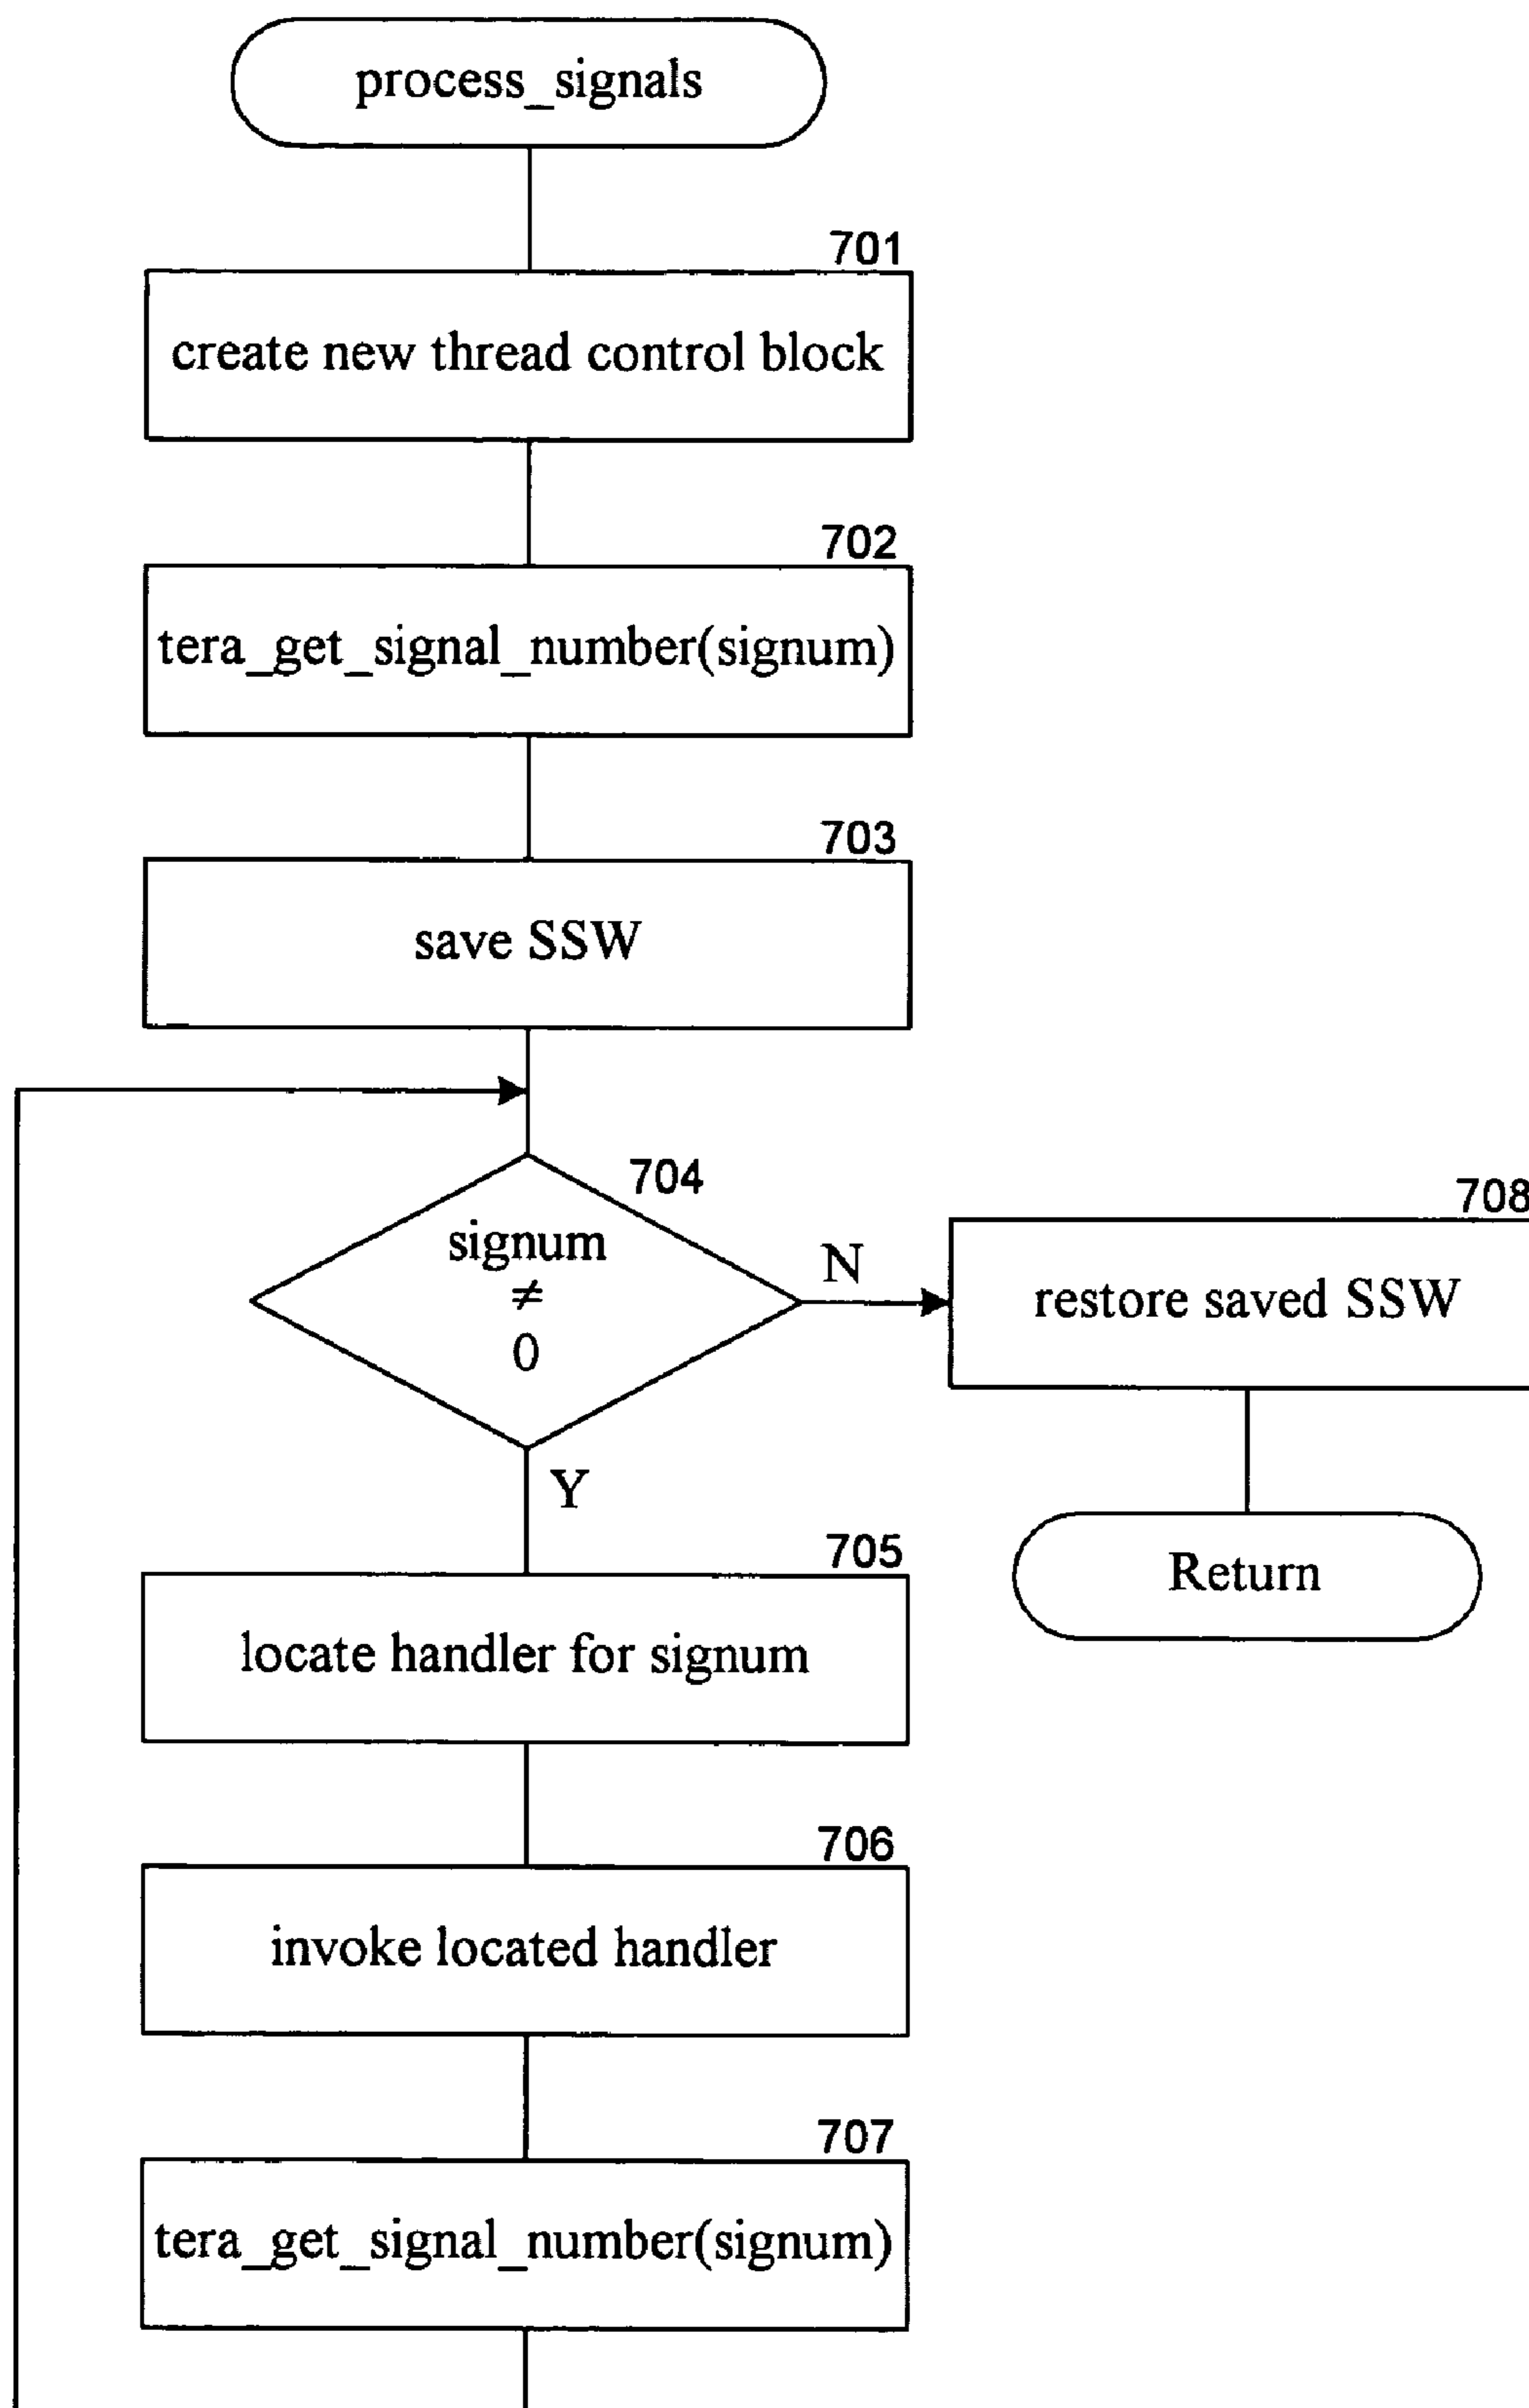 process_signals
701
create new thread control block
702
tera_get_signal_number(signum)
703
save SSW
704
signum
≠
0
N
708
restore saved SSW
Y
Return
705
locate handler for signum
706
invoke located handler
707
tera_get_signal_number(signum)